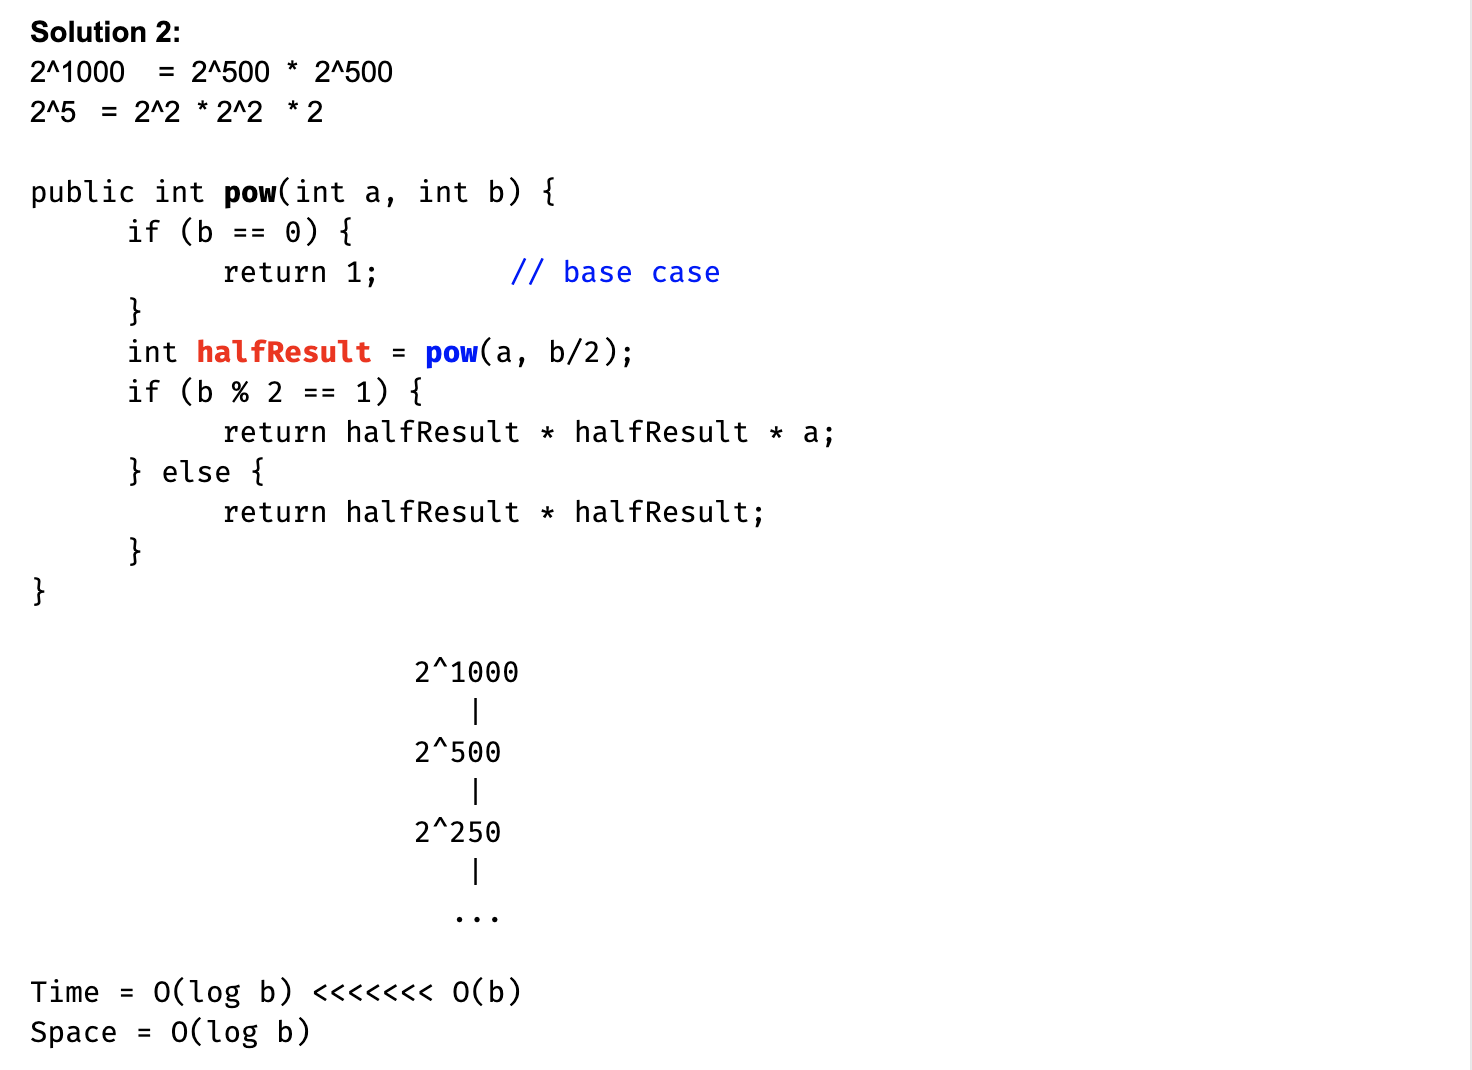 Solution 2:
2^1000 = 2^500 * 2^500
2^5 = 2^2 * 2^2 * 2
public int pow(int a, int b) {
if (b == 0) {
return 1; // base case
}
int halfResult = pow(a, b/2);
if (b % 2 == 1) {
return halfResult * halfResult * a;
} else {
return halfResult * halfResult;
}
}
2^1000
|
2^500
|
2^250
|
...
Time = O(log b) <<<<<<< O(b)
Space = O(log b)